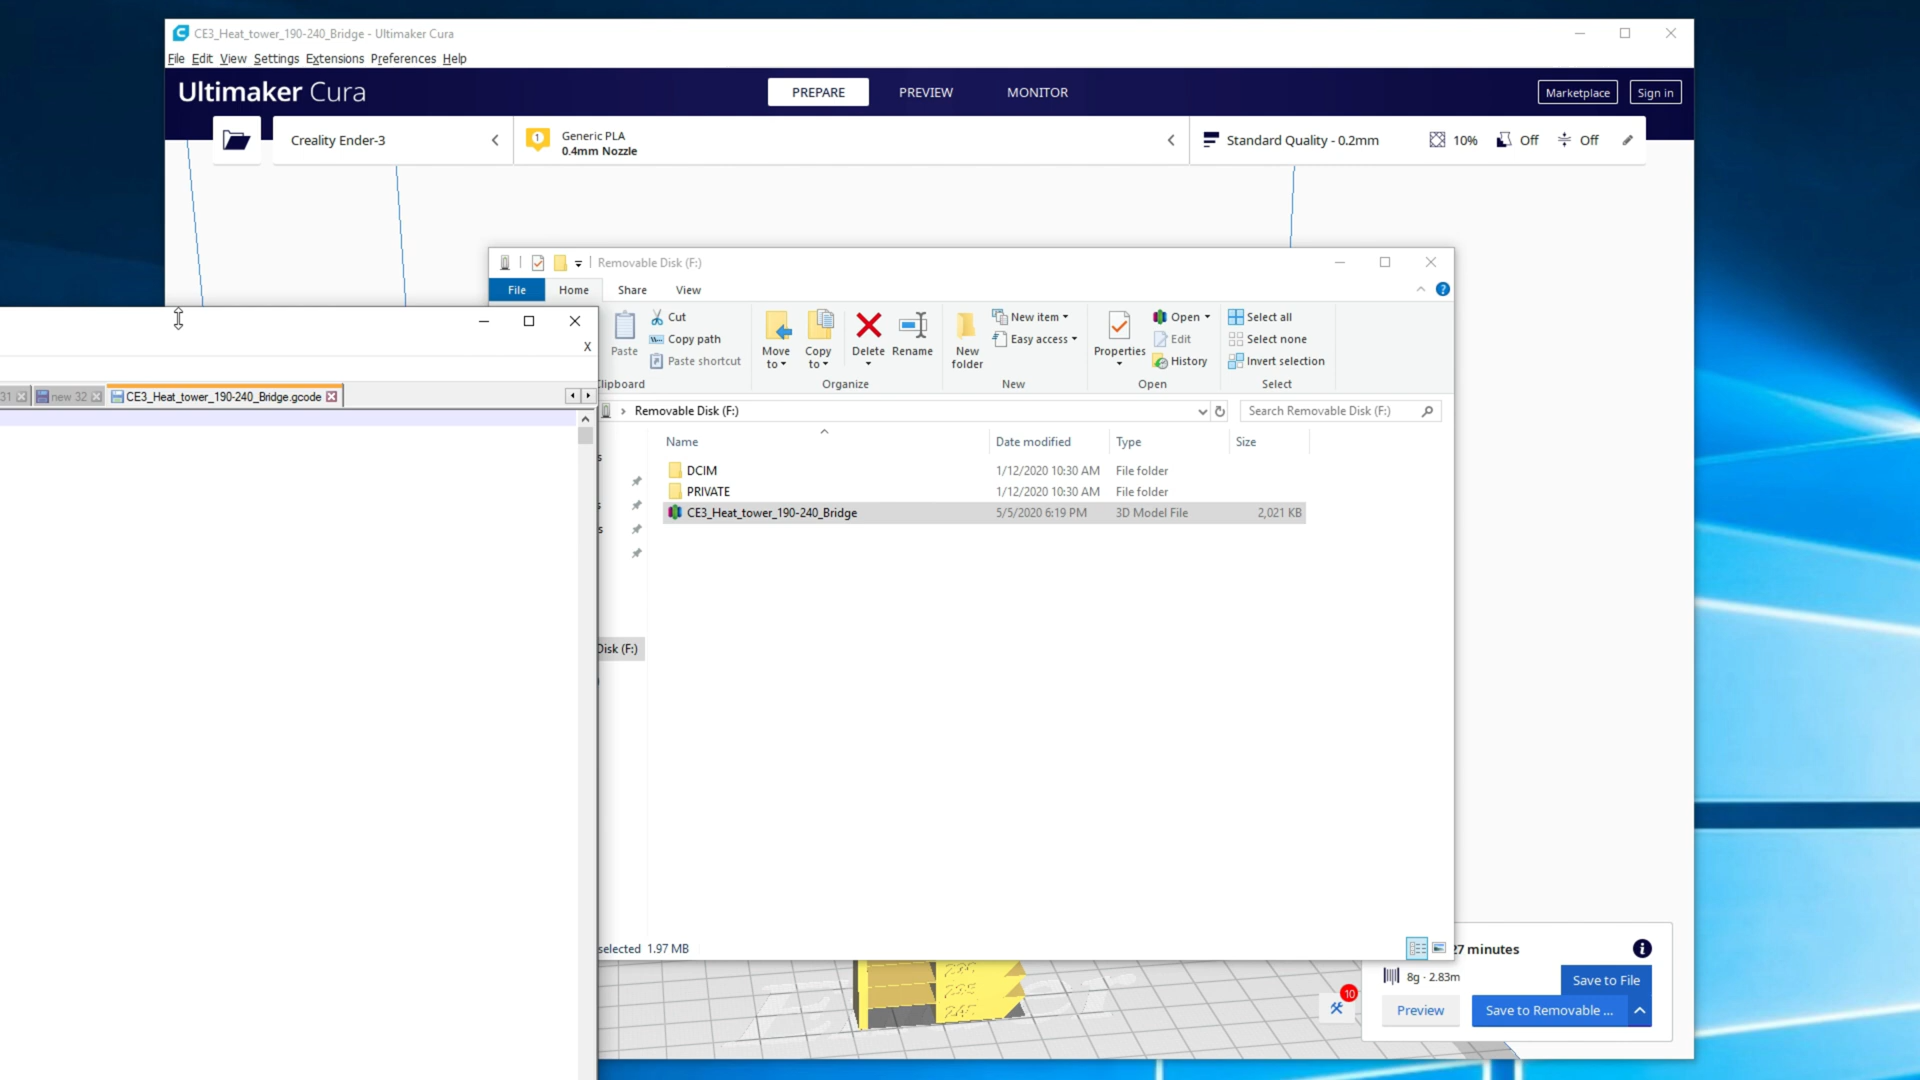 CE3_Heat_tower_190-240_Bridge - Ultimaker Cura
File Edit View Settings Extensions Preferences Help
Ultimaker Cura
PREPARE
PREVIEW
MONITOR
Marketplace
Sign in
Creality Ender-3
1
Generic PLA
0.4mm Nozzle
Standard Quality - 0.2mm
10%
Off
Off
Removable Disk (F:)
File
Home
Share
View
Paste
Cut
Copy path
Paste shortcut
Clipboard
Move to
Copy to
Delete
Rename
Organize
New folder
New item
Easy access
New
Properties
Open
Edit
History
Open
Select all
Select none
Invert selection
Select
Removable Disk (F:)
Search Removable Disk (F:)
Name
Date modified
Type
Size
DCIM 1/12/2020 10:30 AM File folder
PRIVATE 1/12/2020 10:30 AM File folder
CE3_Heat_tower_190-240_Bridge 5/5/2020 6:19 PM 3D Model File 2,021 KB
Disk (F:)
selected 1.97 MB
X
31
new 32
CE3_Heat_tower_190-240_Bridge.gcode
235
27 minutes
8g · 2.83m
Save to File
10
Preview
Save to Removable ...